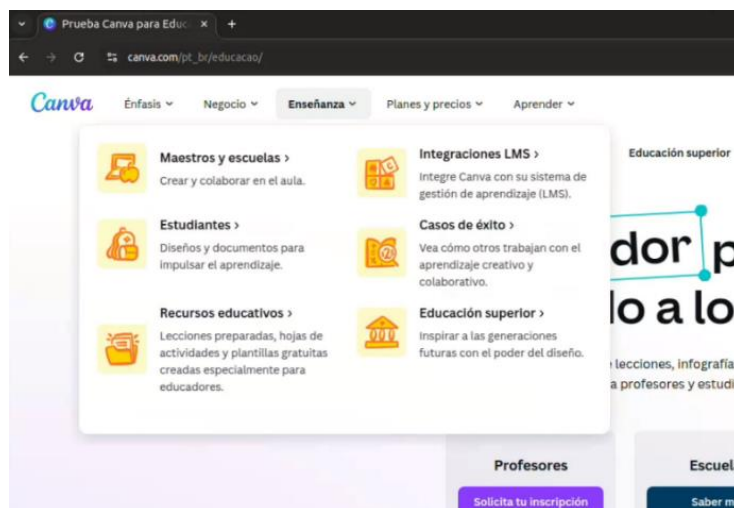 Prueba Canva para Educ
canva.com/pt_br/educacao/
Canva
Énfasis
Negocio
Enseñanza
Planes y precios
Aprender
Maestros y escuelas >
Crear y colaborar en el aula.
Estudiantes >
Diseños y documentos para
impulsar el aprendizaje.
Recursos educativos >
Lecciones preparadas, hojas de
actividades y plantillas gratuitas
creadas especialmente para
educadores.
Integraciones LMS >
Integre Canva con su sistema de
gestión de aprendizaje (LMS).
Casos de éxito >
Vea cómo otros trabajan con el
aprendizaje creativo y
colaborativo.
Educación superior >
Inspirar a las generaciones
futuras con el poder del diseño.
Educación superior
dor p
o a lo
lecciones, infografía
a profesores y estudi
Profesores
Solicita tu inscripción
Escuel
Saber m